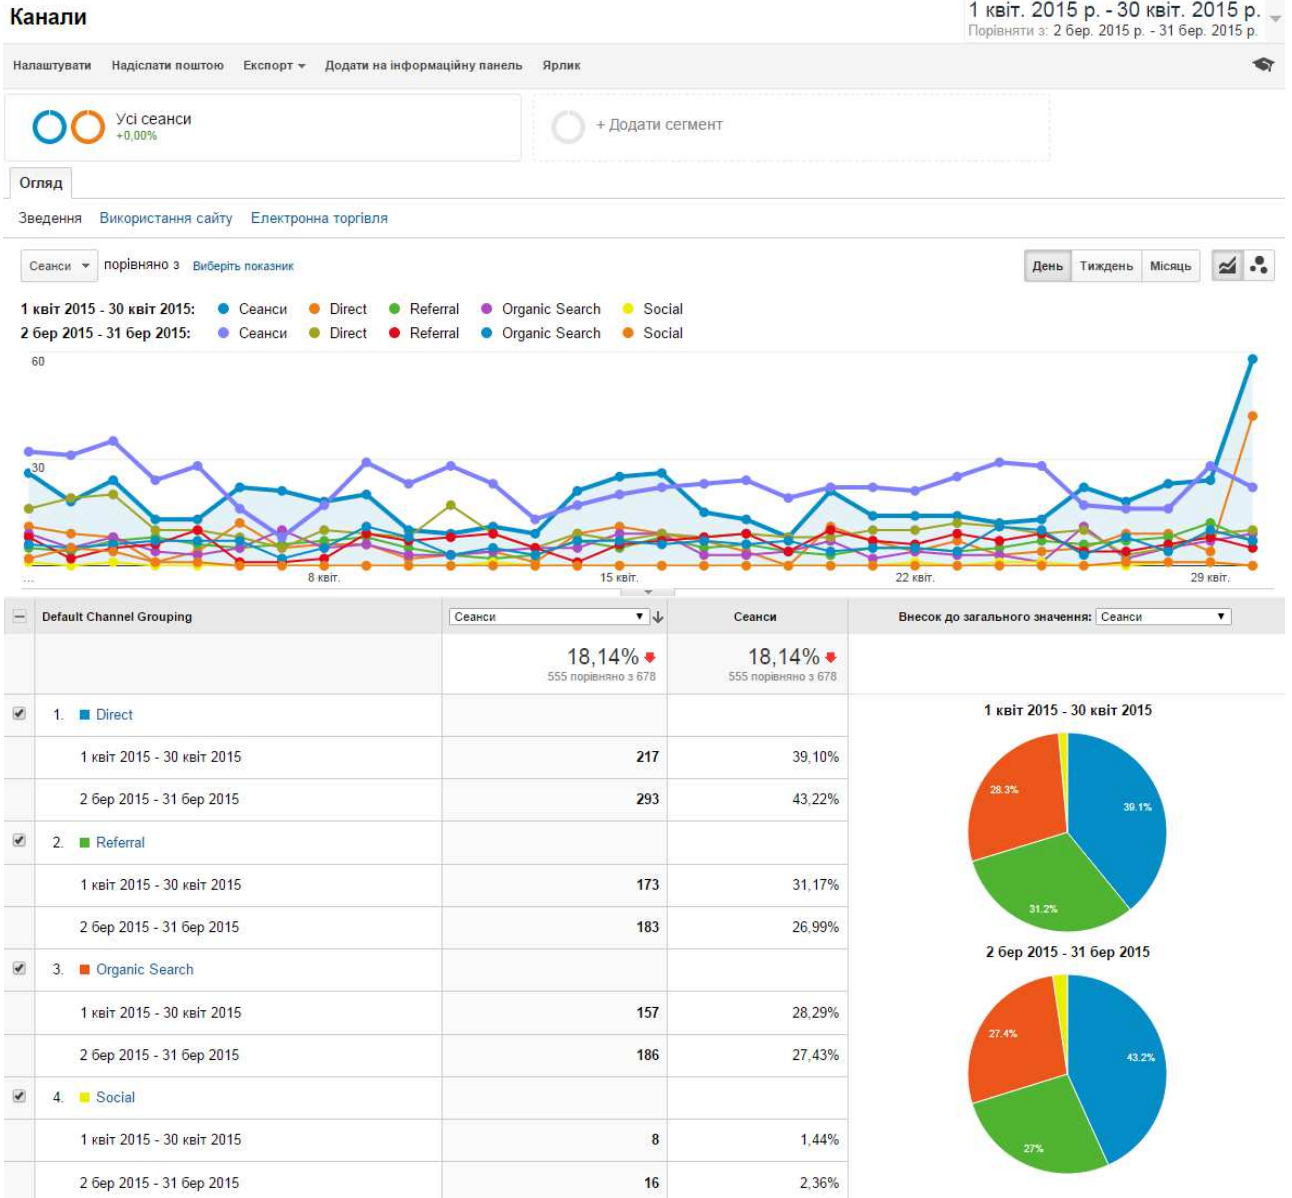 Канали
1 квіт. 2015 р. - 30 квіт. 2015 р.
Порівняти з: 2 бер. 2015 р. - 31 бер. 2015 р.
Налаштувати Надіслати поштою Експорт Додати на інформаційну панель Ярлик
Усі сеанси
+0,00%
+ Додати сегмент
Огляд
Зведення Використання сайту Електронна торгівля
Сеанси порівняно з Виберіть показник
День Тиждень Місяць
1 квіт 2015 - 30 квіт 2015: Сеанси Direct Referral Organic Search Social
2 бер 2015 - 31 бер 2015: Сеанси Direct Referral Organic Search Social
60
30
... 8 квіт. 15 квіт. 22 квіт. 29 квіт.
Default Channel Grouping Сеанси Сеанси Внесок до загального значення: Сеанси
18,14% 18,14%
555 порівняно з 678 555 порівняно з 678
1. Direct
1 квіт 2015 - 30 квіт 2015 217 39,10%
2 бер 2015 - 31 бер 2015 293 43,22%
2. Referral
1 квіт 2015 - 30 квіт 2015 173 31,17%
2 бер 2015 - 31 бер 2015 183 26,99%
3. Organic Search
1 квіт 2015 - 30 квіт 2015 157 28,29%
2 бер 2015 - 31 бер 2015 186 27,43%
4. Social
1 квіт 2015 - 30 квіт 2015 8 1,44%
2 бер 2015 - 31 бер 2015 16 2,36%
1 квіт 2015 - 30 квіт 2015
28.3%
39.1%
31.2%
2 бер 2015 - 31 бер 2015
27.4%
43.2%
27%